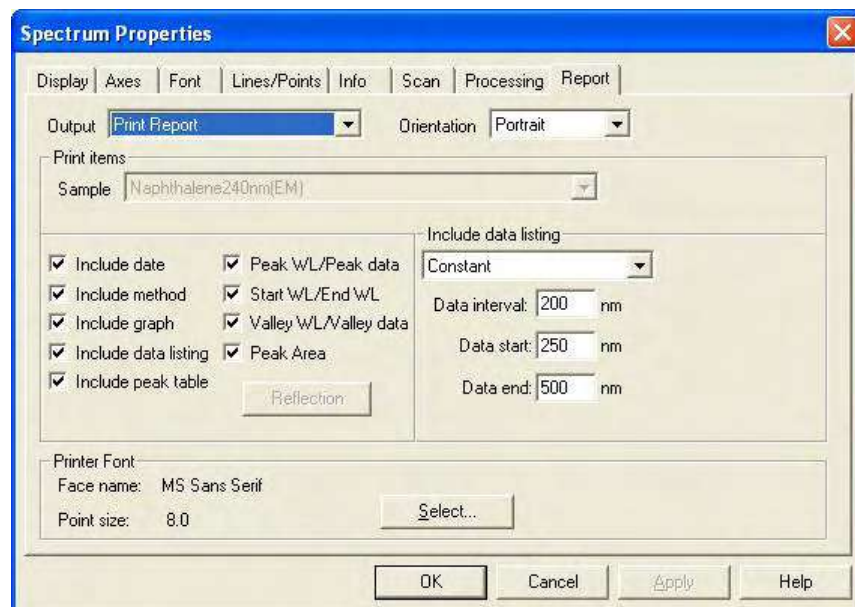 Spectrum Properties
Display Axes Font Lines/Points Info Scan Processing Report
Output Print Report Orientation Portrait
Print items
Sample Naphthalene240nm(EM)
Include date
Include method
Include graph
Include data listing
Include peak table
Peak WL/Peak data
Start WL/End WL
Valley WL/Valley data
Peak Area
Reflection
Include data listing
Constant
Data interval: 200 nm
Data start: 250 nm
Data end: 500 nm
Printer Font
Face name: MS Sans Serif
Point size: 8.0
Select...
OK Cancel Apply Help